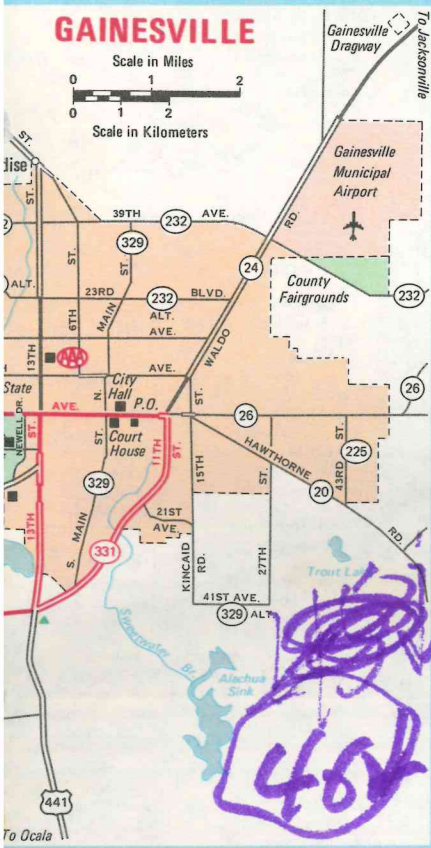 GAINESVILLE
Scale in Miles
0 1 2
0 1 2
Scale in Kilometers
Gainesville
Dragway
To Jacksonville
Gainesville
Municipal
Airport
ST.
dise
ST.
39TH 232 AVE.
RD.
329
ST.
24
County
Fairgrounds
232
ALT.
23RD 232 BLVD.
ALT.
ST.
6TH
MAIN
AVE.
WALDO
13TH
AAA
AVE.
State
City
Hall
N.
P.O.
ST.
26
AVE.
26
NEWELL DR.
ST.
Court
House
ST.
11TH
ST.
HAWTHORNE
ST.
225
43RD
329
15TH
ST.
20
13TH
S. MAIN
21ST
AVE.
RD.
331
KINCAID
RD.
27TH
Trout Lake
41ST AVE.
329 ALT.
Sweetwater Br.
Alachua
Sink
46
441
To Ocala